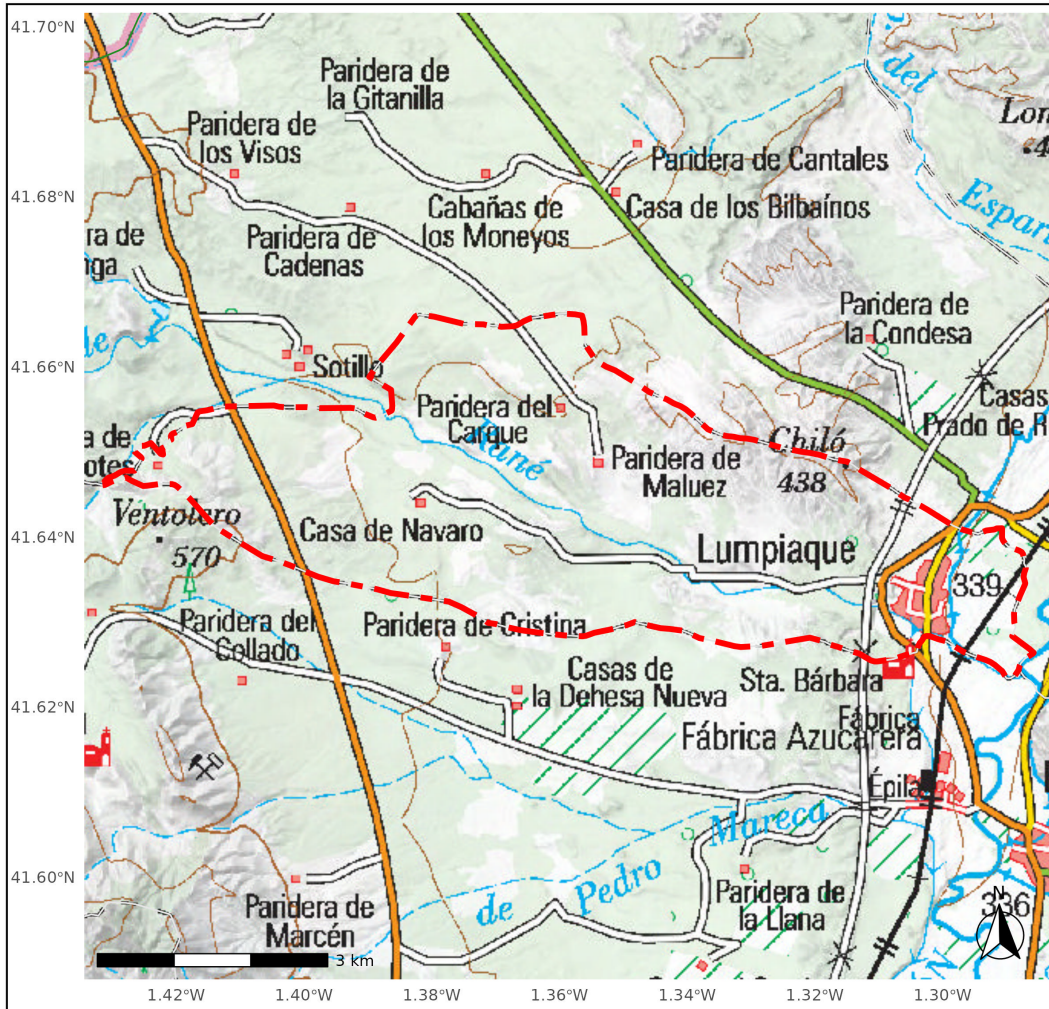 41.70°N
Paridera de
la Gitanilla
del
Paridera de
los Visos
Paridera de Cantales
41.68°N
Cabañas de
los Moneyos
Casa de los Bilbaínos
Paridera de
Cadenas
ra de
nga
Paridera de
la Condesa
de
41.66°N
Sotillo
Casas
Prado de R
Paridera del
Carque
Rané
Chiló
438
a de
otes
Paridera de
Maluez
Ventolero
570
Casa de Navaro
41.64°N
Lumpiaque
339
Paridera del
Collado
Paridera de Cristina
Casas de
la Dehesa Nueva
Sta. Bárbara
41.62°N
Fábrica
Fábrica Azucarera
Épila
Mareca
Pedro
de
41.60°N
Paridera de
Marcén
Paridera de
la Llana
336
N
3 km
1.42°W
1.40°W
1.38°W
1.36°W
1.34°W
1.32°W
1.30°W